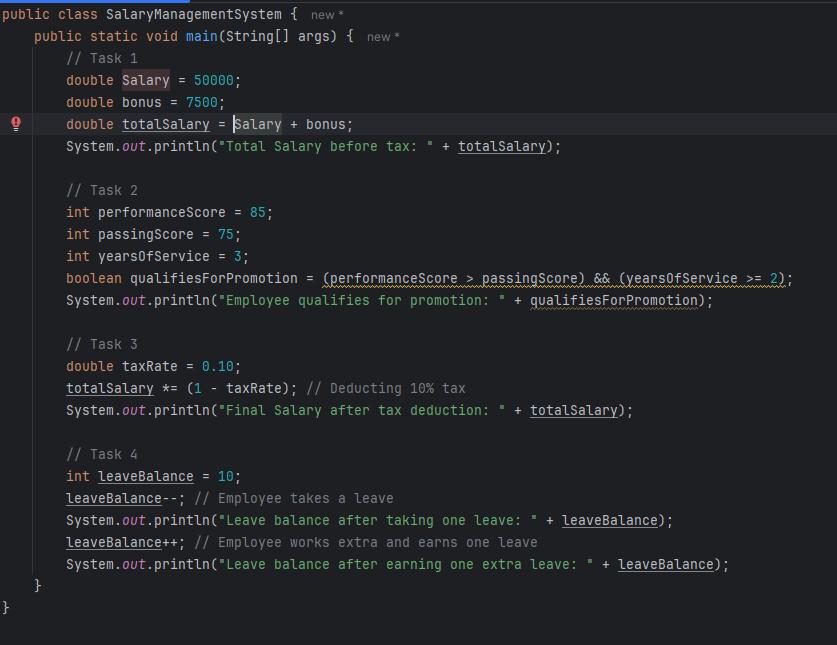 public class SalaryManagementSystem { new *
public static void main(String[] args) { new *
// Task 1
double Salary = 50000;
double bonus = 7500;
double totalSalary = Salary + bonus;
System.out.println("Total Salary before tax: " + totalSalary);
// Task 2
int performanceScore = 85;
int passingScore = 75;
int yearsOfService = 3;
boolean qualifiesForPromotion = (performanceScore > passingScore) && (yearsOfService >= 2);
System.out.println("Employee qualifies for promotion: " + qualifiesForPromotion);
// Task 3
double taxRate = 0.10;
totalSalary *= (1 - taxRate); // Deducting 10% tax
System.out.println("Final Salary after tax deduction: " + totalSalary);
// Task 4
int leaveBalance = 10;
leaveBalance--; // Employee takes a leave
System.out.println("Leave balance after taking one leave: " + leaveBalance);
leaveBalance++; // Employee works extra and earns one leave
System.out.println("Leave balance after earning one extra leave: " + leaveBalance);
}
}